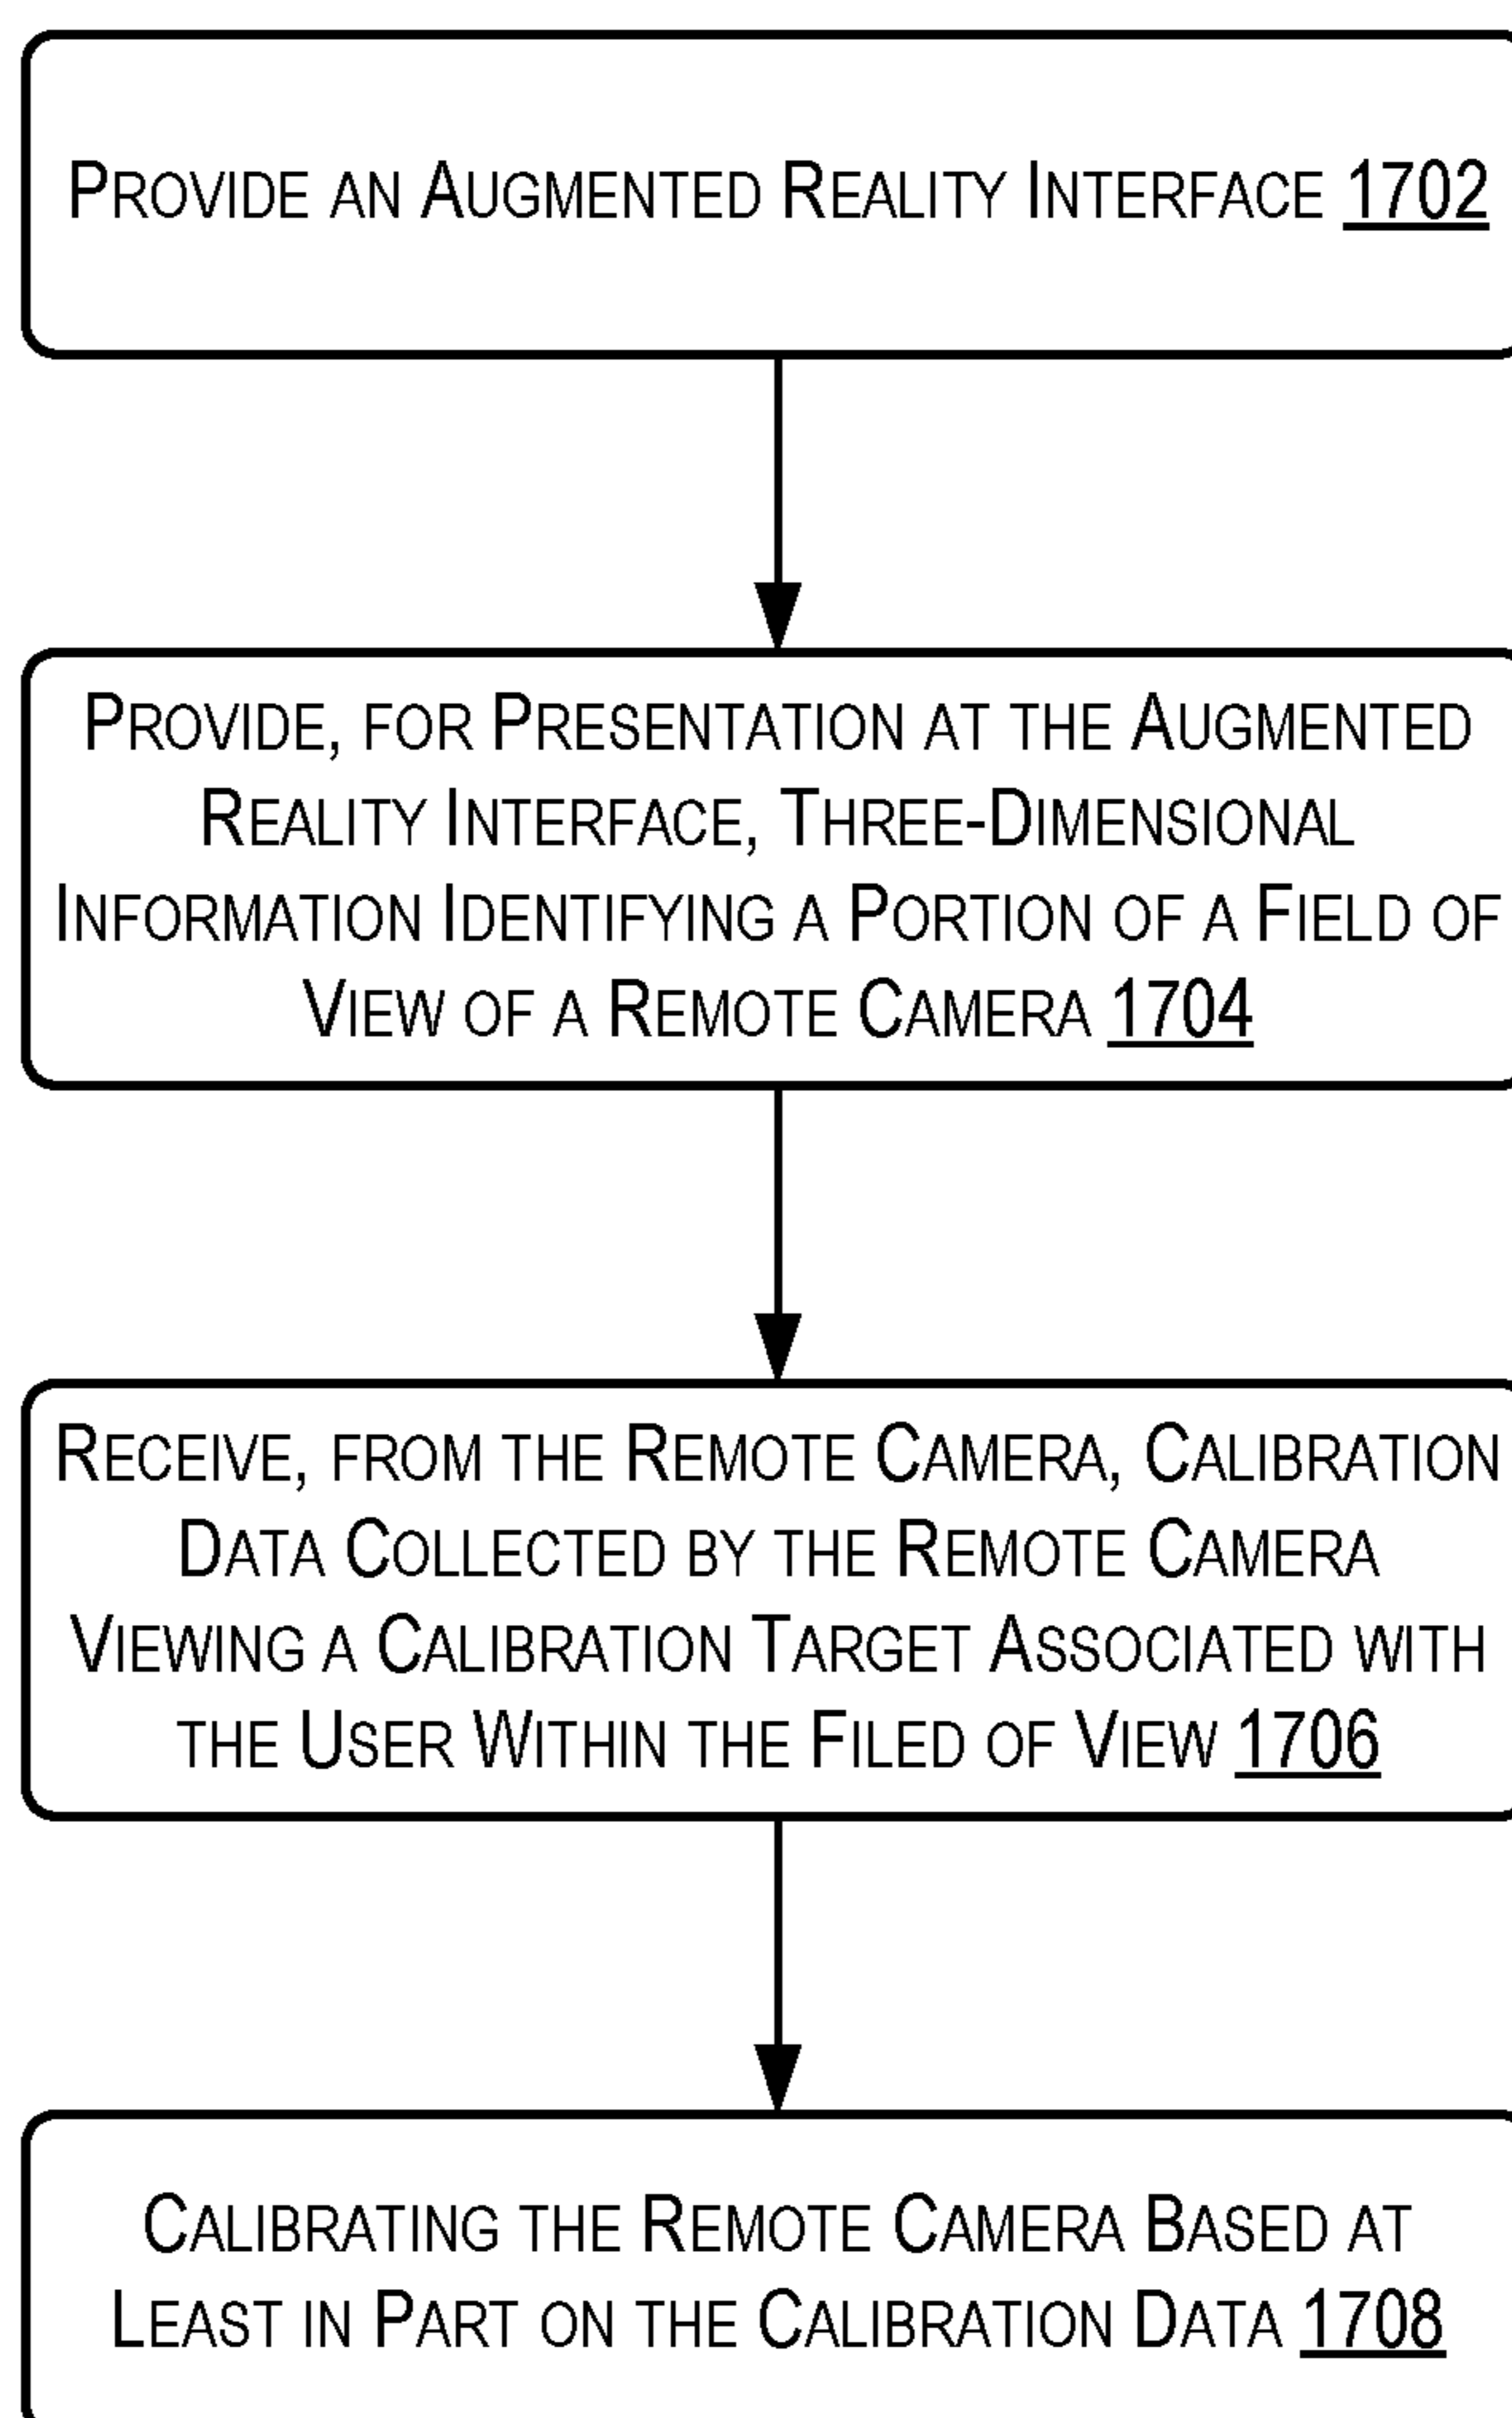 PROVIDE AN AUGMENTED REALITY INTERFACE 1702
PROVIDE, FOR PRESENTATION AT THE AUGMENTED
REALITY INTERFACE, THREE-DIMENSIONAL
INFORMATION IDENTIFYING A PORTION OF A FIELD OF
VIEW OF A REMOTE CAMERA 1704
RECEIVE, FROM THE REMOTE CAMERA, CALIBRATION
DATA COLLECTED BY THE REMOTE CAMERA
VIEWING A CALIBRATION TARGET ASSOCIATED WITH
THE USER WITHIN THE FILED OF VIEW 1706
CALIBRATING THE REMOTE CAMERA BASED AT
LEAST IN PART ON THE CALIBRATION DATA 1708